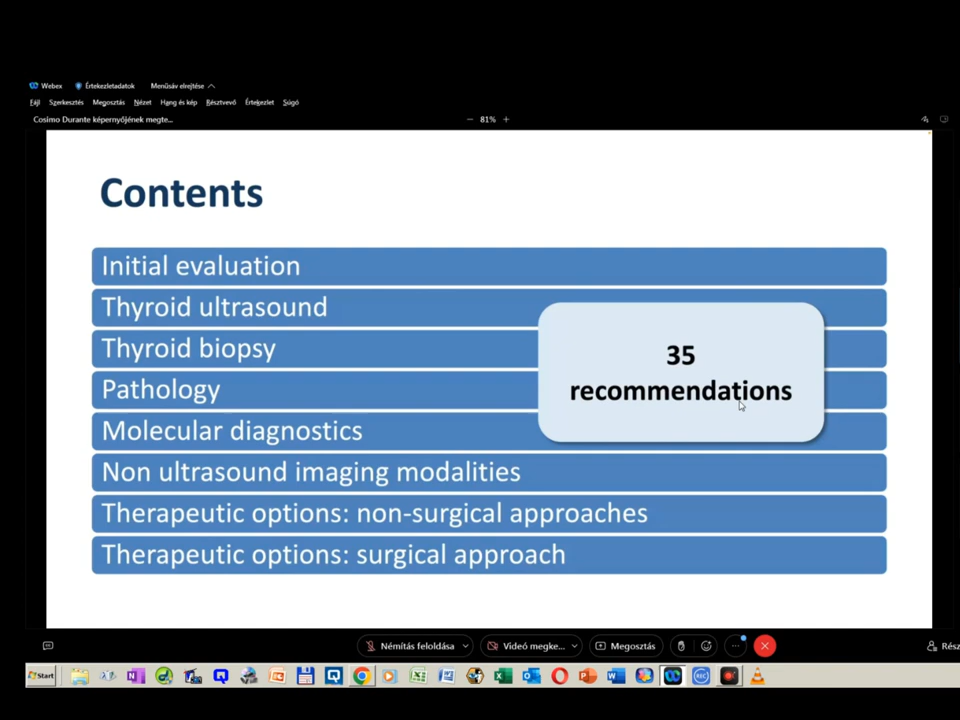 Webex Értekezletadatok Menüsáv elrejtése
Fájl Szerkesztés Megosztás Nézet Hang és kép Résztvevő Értekezlet Súgó
Cosimo Durante képernyőjének megte... − 81% +
Contents
Initial evaluation
Thyroid ultrasound
Thyroid biopsy
Pathology
Molecular diagnostics
Non ultrasound imaging modalities
Therapeutic options: non-surgical approaches
Therapeutic options: surgical approach
35
recommendations
Némítás feloldása Videó megke... Megosztás ... Rész
Start